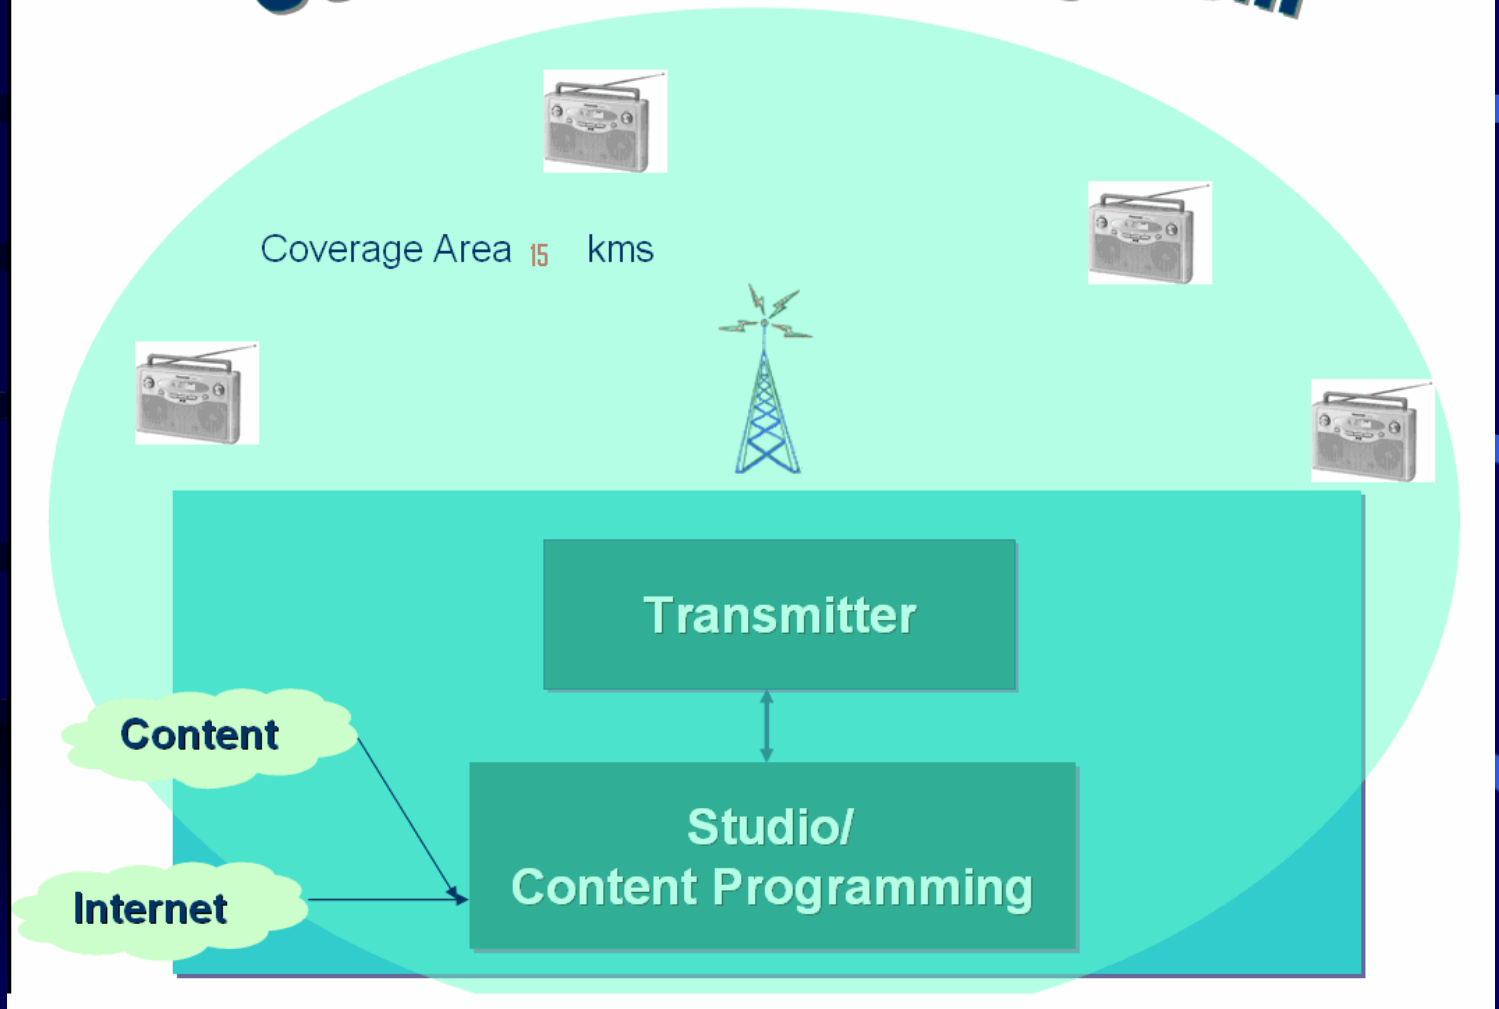 Coverage Area 15 kms
Transmitter
Content
Studio/
Content Programming
Internet